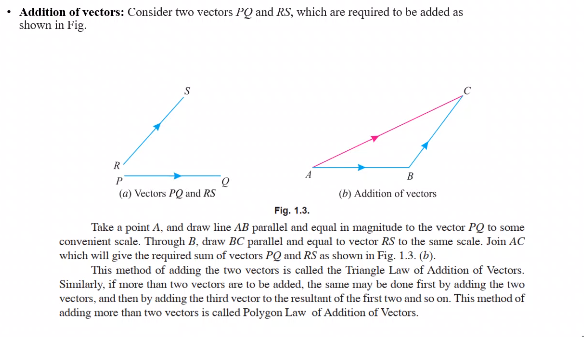 • Addition of vectors: Consider two vectors PQ and RS, which are required to be added as
shown in Fig.
S
R
P
Q
(a) Vectors PQ and RS
C
A
B
(b) Addition of vectors
Fig. 1.3.
Take a point A, and draw line AB parallel and equal in magnitude to the vector PQ to some
convenient scale. Through B, draw BC parallel and equal to vector RS to the same scale. Join AC
which will give the required sum of vectors PQ and RS as shown in Fig. 1.3. (b).
This method of adding the two vectors is called the Triangle Law of Addition of Vectors.
Similarly, if more than two vectors are to be added, the same may be done first by adding the two
vectors, and then by adding the third vector to the resultant of the first two and so on. This method of
adding more than two vectors is called Polygon Law of Addition of Vectors.